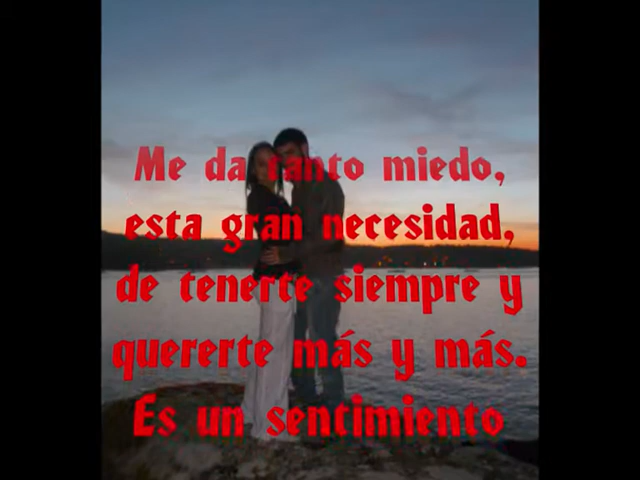 Me da tanto miedo,
esta gran necesidad,
de tenerte siempre y
quererte más y más.
Es un sentimiento